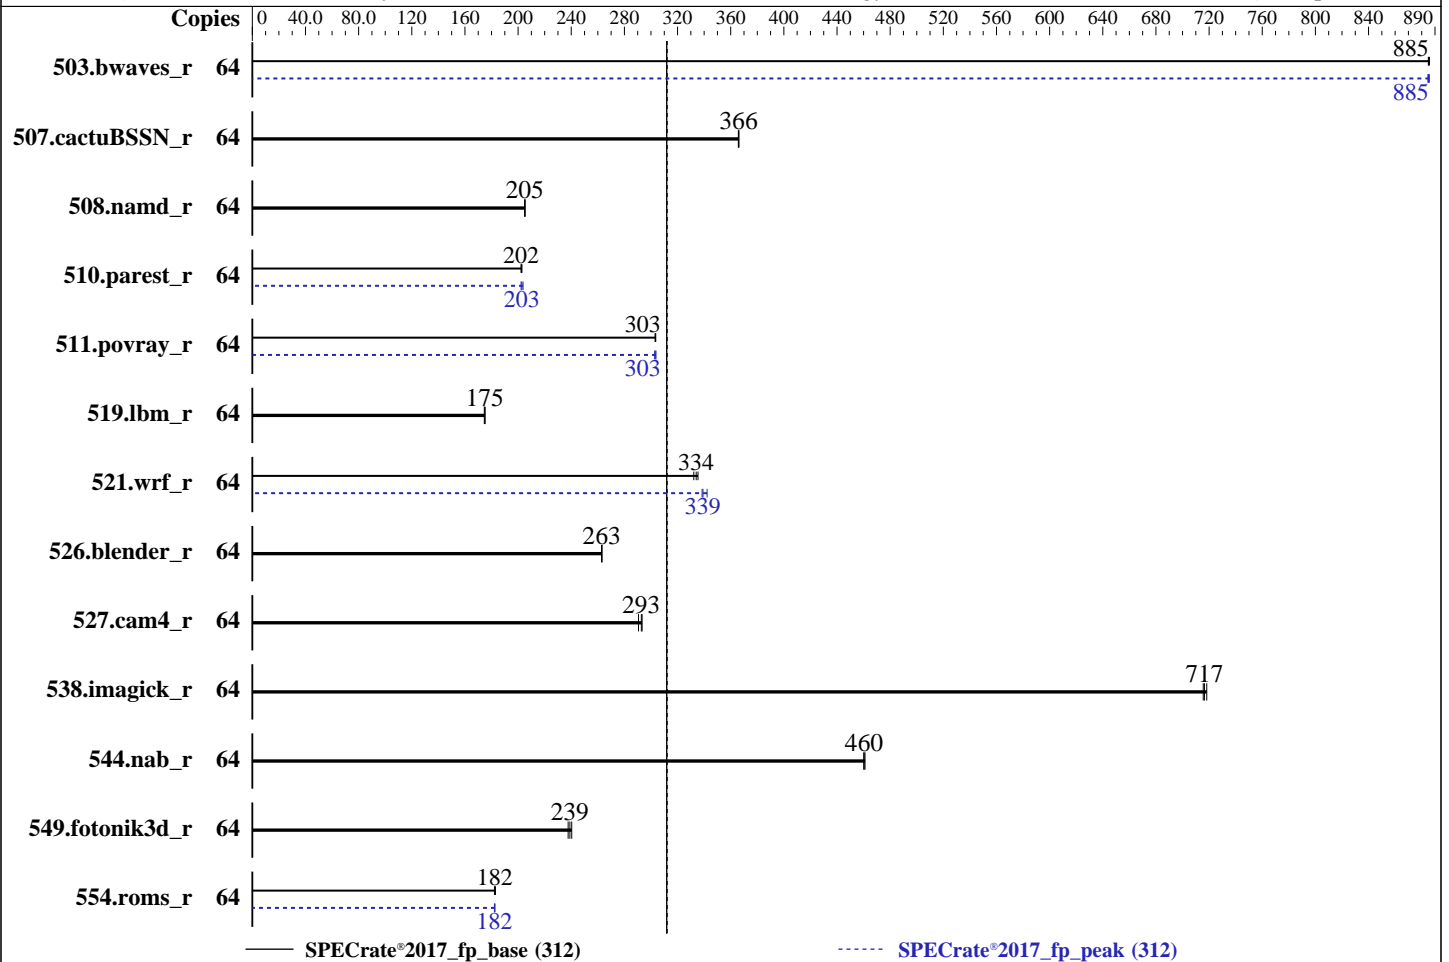 Copies 0 40.0 80.0 120 160 200 240 280 320 360 400 440 480 520 560 600 640 680 720 760 800 840 890
503.bwaves_r 64 885
885
507.cactuBSSN_r 64 366
508.namd_r 64 205
510.parest_r 64 202
203
511.povray_r 64 303
303
519.lbm_r 64 175
521.wrf_r 64 334
339
526.blender_r 64 263
527.cam4_r 64 293
538.imagick_r 64 717
544.nab_r 64 460
549.fotonik3d_r 64 239
554.roms_r 64 182
182
SPECrate®2017_fp_base (312) SPECrate®2017_fp_peak (312)